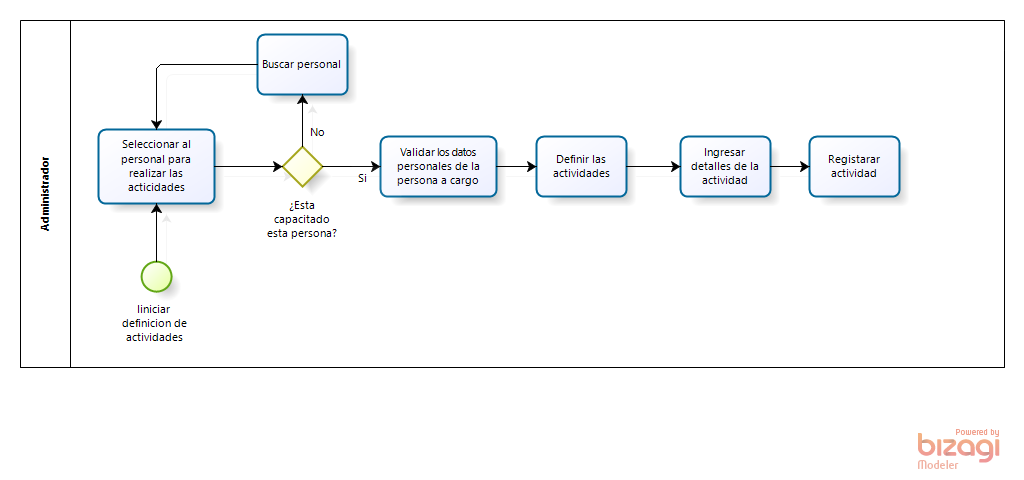 Administrador
Buscar personal
No
Seleccionar al
personal para
realizar las
acticidades
Si
¿Esta
capacitado
esta persona?
Validar los datos
personales de la
persona a cargo
Definir las
actividades
Ingresar
detalles de la
actividad
Registarar
actividad
Iiniciar
definicion de
actividades
Powered by
bizagi
Modeler